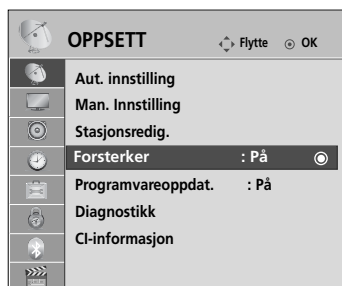 OPPSETT Flytte OK
Aut. innstilling
Man. Innstilling
Stasjonsredig.
Forsterker : På
Programvareoppdat. : På
Diagnostikk
CI-informasjon